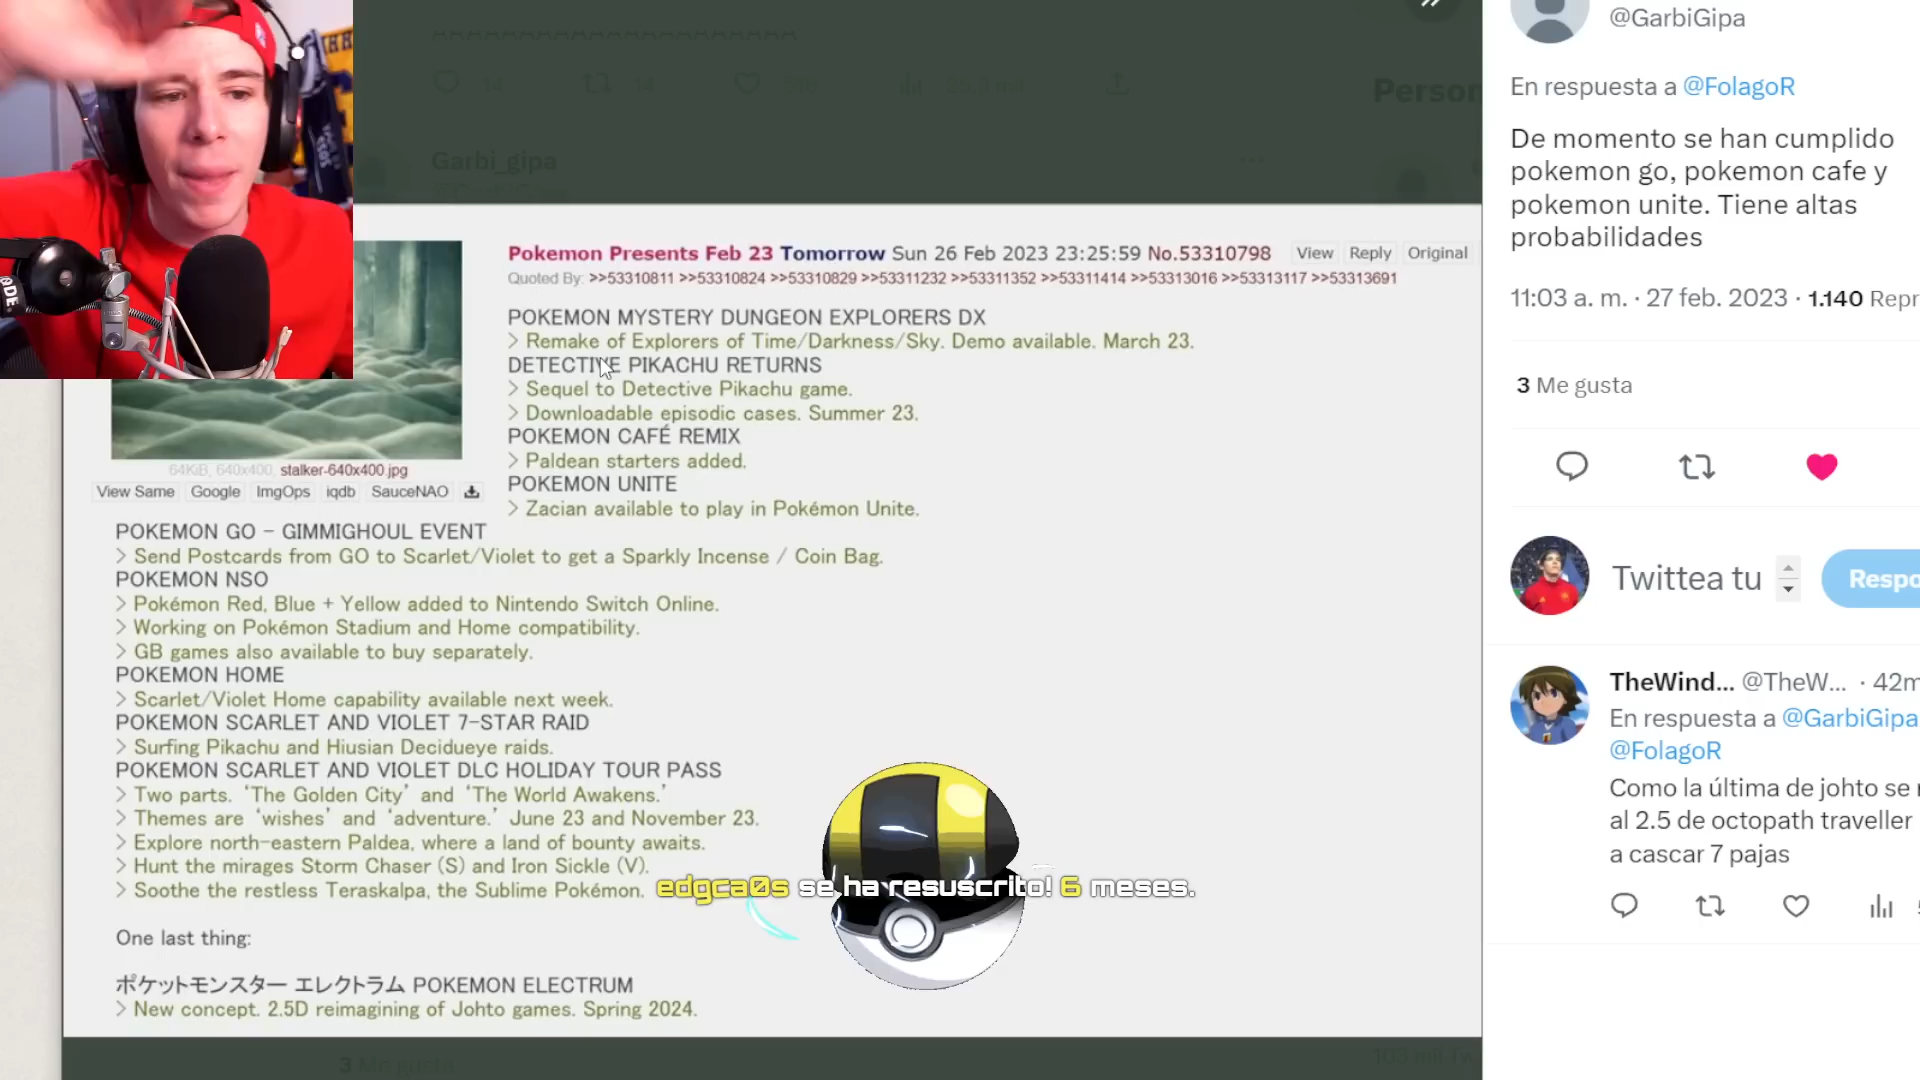 @GarbiGipa
En respuesta a @FolagoR
De momento se han cumplido
pokemon go, pokemon cafe y
pokemon unite. Tiene altas
probabilidades
11:03 a. m. · 27 feb. 2023 · 1.140 Repr
3 Me gusta
Twittea tu
Respo
TheWind... @TheW... · 42m
En respuesta a @GarbiGipa
@FolagoR
Como la última de johto se
al 2.5 de octopath traveller
a cascar 7 pajas
Person
Garbi_gipa
Pokemon Presents Feb 23 Tomorrow Sun 26 Feb 2023 23:25:59 No.53310798 View Reply Original
Quoted By: >>53310811 >>53310824 >>53310829 >>53311232 >>53311352 >>53311414 >>53313016 >>53313117 >>53313691
64KiB, 640x400, stalker-640x400.jpg
View Same Google ImgOps iqdb SauceNAO
POKEMON MYSTERY DUNGEON EXPLORERS DX
> Remake of Explorers of Time/Darkness/Sky. Demo available. March 23.
DETECTIVE PIKACHU RETURNS
> Sequel to Detective Pikachu game.
> Downloadable episodic cases. Summer 23.
POKEMON CAFÉ REMIX
> Paldean starters added.
POKEMON UNITE
> Zacian available to play in Pokémon Unite.
POKEMON GO - GIMMIGHOUL EVENT
> Send Postcards from GO to Scarlet/Violet to get a Sparkly Incense / Coin Bag.
POKEMON NSO
> Pokémon Red, Blue + Yellow added to Nintendo Switch Online.
> Working on Pokémon Stadium and Home compatibility.
> GB games also available to buy separately.
POKEMON HOME
> Scarlet/Violet Home capability available next week.
POKEMON SCARLET AND VIOLET 7-STAR RAID
> Surfing Pikachu and Hiusian Decidueye raids.
POKEMON SCARLET AND VIOLET DLC HOLIDAY TOUR PASS
> Two parts. ‘The Golden City’ and ‘The World Awakens.’
> Themes are ‘wishes’ and ‘adventure.’ June 23 and November 23.
> Explore north-eastern Paldea, where a land of bounty awaits.
> Hunt the mirages Storm Chaser (S) and Iron Sickle (V).
> Soothe the restless Teraskalpa, the Sublime Pokémon.
edgca0s se ha resuscrito! 6 meses.
One last thing:
ポケットモンスター エレクトラム POKEMON ELECTRUM
> New concept. 2.5D reimagining of Johto games. Spring 2024.
3 Me gusta